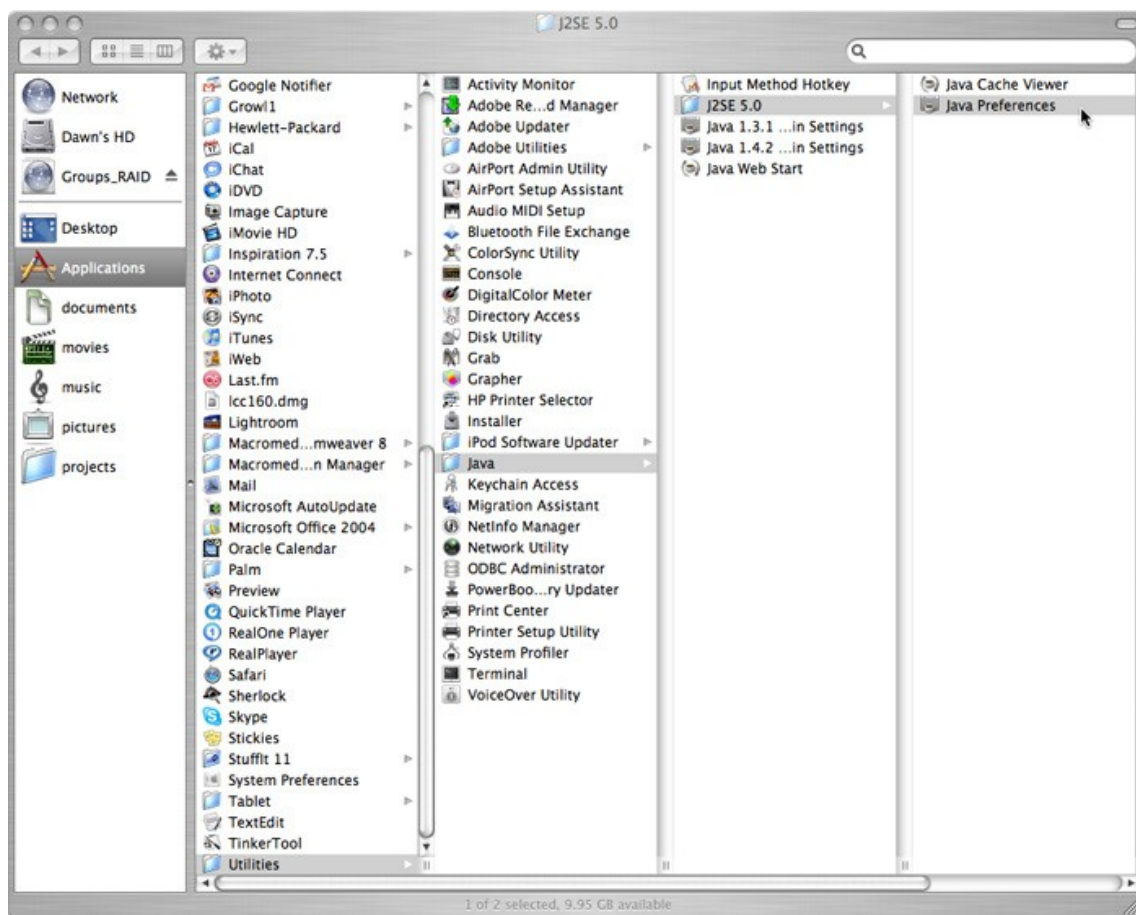 J2SE 5.0
Network
Dawn's HD
Groups_RAID
Desktop
Applications
documents
movies
music
pictures
projects
Google Notifier
Growl1
Hewlett-Packard
iCal
iChat
iDVD
Image Capture
iMovie HD
Inspiration 7.5
Internet Connect
iPhoto
iSync
iTunes
iWeb
Last.fm
lcc160.dmg
Lightroom
Macromed...mweaver 8
Macromed...n Manager
Mail
Microsoft AutoUpdate
Microsoft Office 2004
Oracle Calendar
Palm
Preview
QuickTime Player
RealOne Player
RealPlayer
Safari
Sherlock
Skype
Stickies
StuffIt 11
System Preferences
Tablet
TextEdit
TinkerTool
Utilities
Activity Monitor
Adobe Re...d Manager
Adobe Updater
Adobe Utilities
AirPort Admin Utility
AirPort Setup Assistant
Audio MIDI Setup
Bluetooth File Exchange
ColorSync Utility
Console
DigitalColor Meter
Directory Access
Disk Utility
Grab
Grapher
HP Printer Selector
Installer
iPod Software Updater
Java
Keychain Access
Migration Assistant
NetInfo Manager
Network Utility
ODBC Administrator
PowerBoo...ry Updater
Print Center
Printer Setup Utility
System Profiler
Terminal
VoiceOver Utility
Input Method Hotkey
J2SE 5.0
Java 1.3.1 ...in Settings
Java 1.4.2 ...in Settings
Java Web Start
Java Cache Viewer
Java Preferences
1 of 2 selected, 9.95 GB available